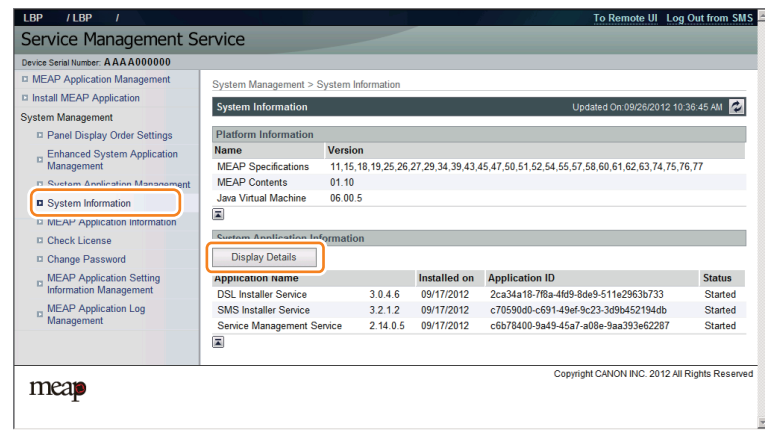 LBP / LBP /
To Remote UI Log Out from SMS
Service Management Service
Device Serial Number: AAAA000000
MEAP Application Management
Install MEAP Application
System Management
Panel Display Order Settings
Enhanced System Application
Management
System Application Management
System Information
MEAP Application Information
Check License
Change Password
MEAP Application Setting
Information Management
MEAP Application Log
Management
System Management > System Information
System Information Updated On:09/26/2012 10:36:45 AM
Platform Information
Name Version
MEAP Specifications 11,15,18,19,25,26,27,29,34,39,43,45,47,50,51,52,54,55,57,58,60,61,62,63,74,75,76,77
MEAP Contents 01.10
Java Virtual Machine 06.00.5
System Application Information
Display Details
Application Name Installed on Application ID Status
DSL Installer Service 3.0.4.6 09/17/2012 2ca34a18-7f8a-4fd9-8de9-511e2963b733 Started
SMS Installer Service 3.2.1.2 09/17/2012 c70590d0-c691-49ef-9c23-3d9b452194db Started
Service Management Service 2.14.0.5 09/17/2012 c6b78400-9a49-45a7-a08e-9aa393e62287 Started
Copyright CANON INC. 2012 All Rights Reserved
meap